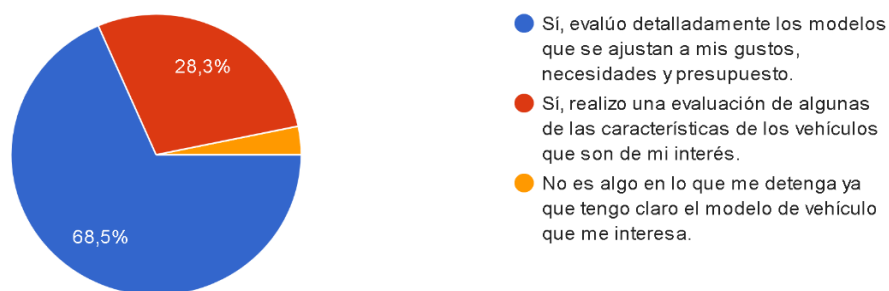 Sí, evalúo detalladamente los modelos
que se ajustan a mis gustos,
necesidades y presupuesto.
Sí, realizo una evaluación de algunas
de las características de los vehículos
que son de mi interés.
No es algo en lo que me detenga ya
que tengo claro el modelo de vehículo
que me interesa.
28,3%
68,5%